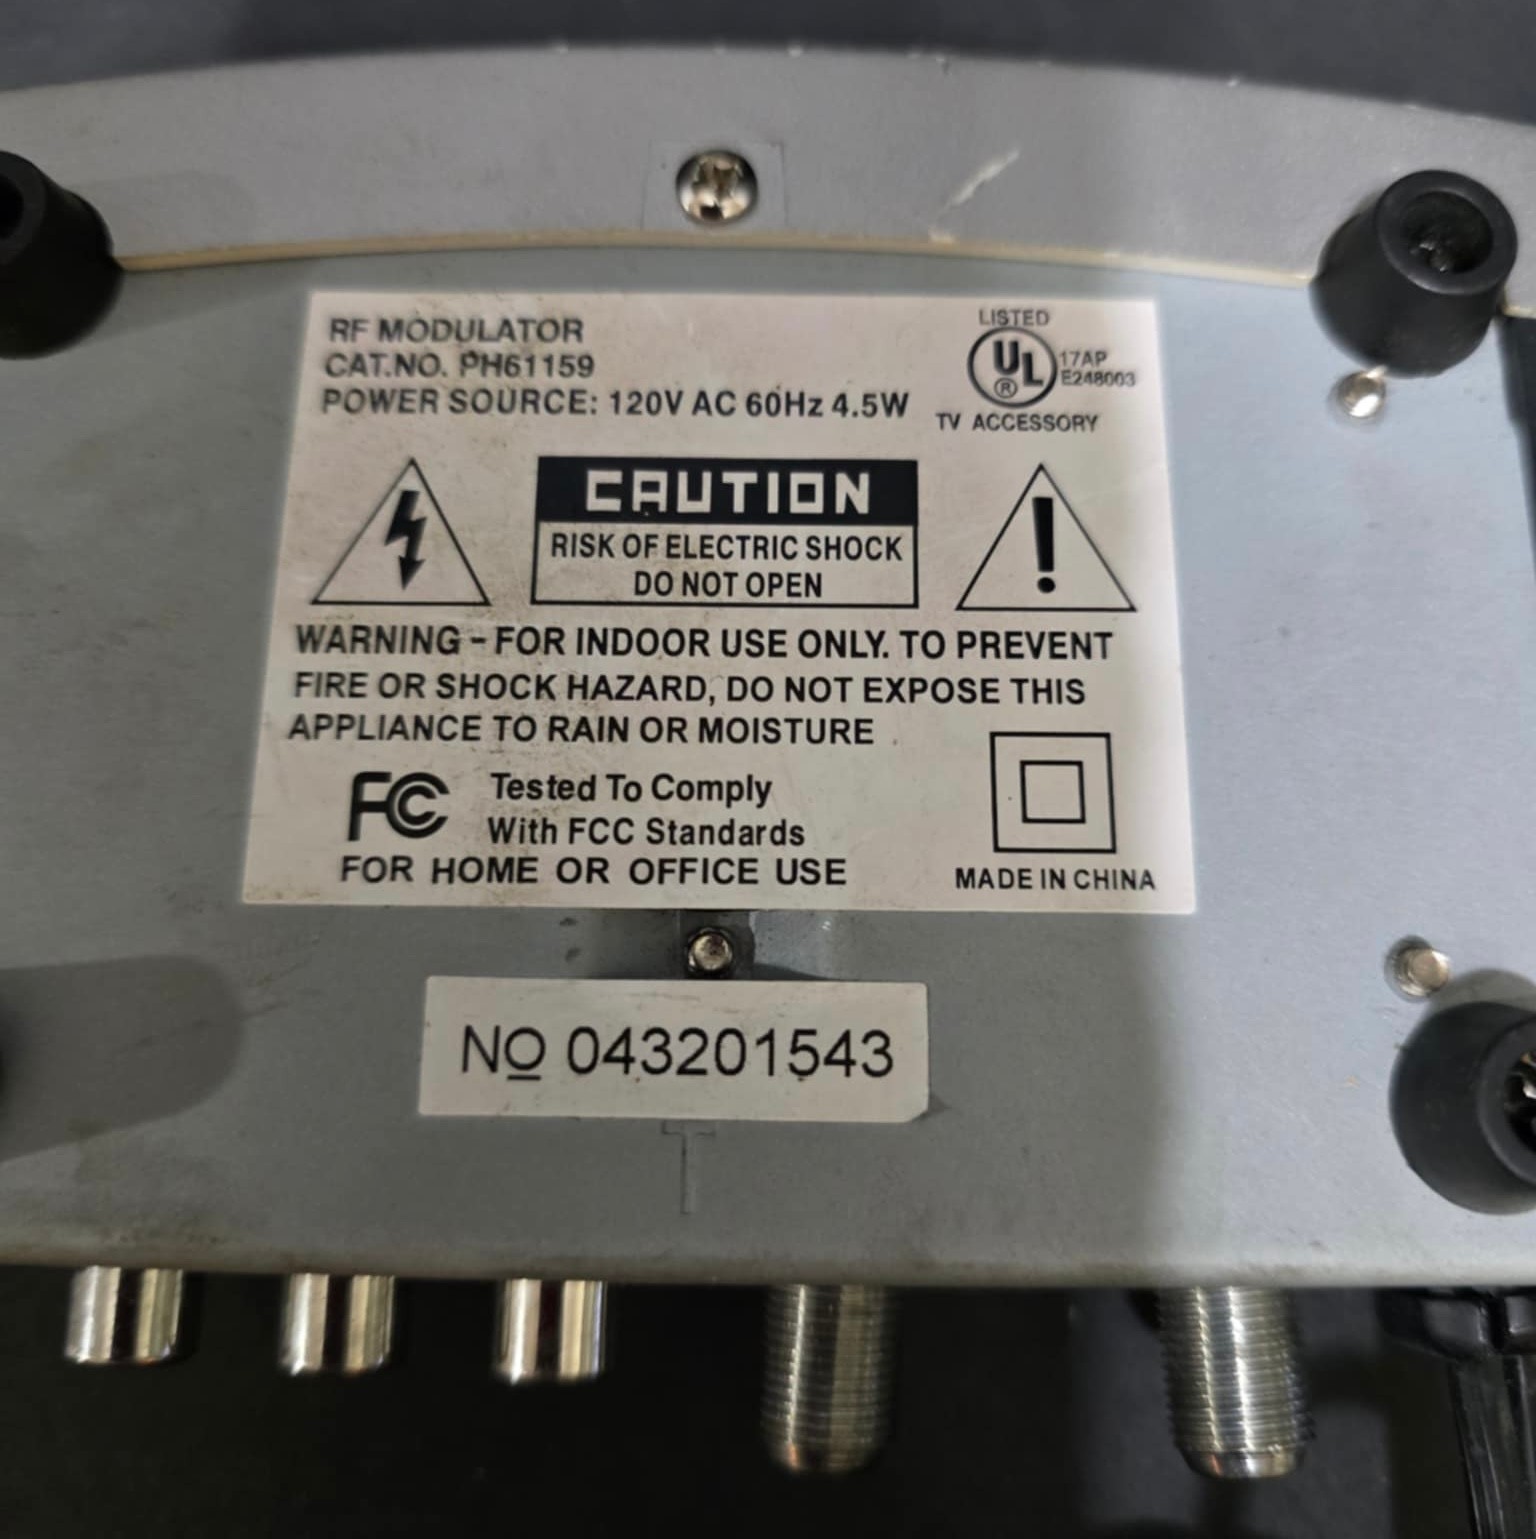 RF MODULATOR
CAT.NO. PH61159
POWER SOURCE: 120V AC 60Hz 4.5W
LISTED
UL
®
17AP
E248003
TV ACCESSORY
CAUTION
RISK OF ELECTRIC SHOCK
DO NOT OPEN
WARNING - FOR INDOOR USE ONLY. TO PREVENT
FIRE OR SHOCK HAZARD, DO NOT EXPOSE THIS
APPLIANCE TO RAIN OR MOISTURE
FC Tested To Comply
With FCC Standards
FOR HOME OR OFFICE USE
MADE IN CHINA
NO 043201543